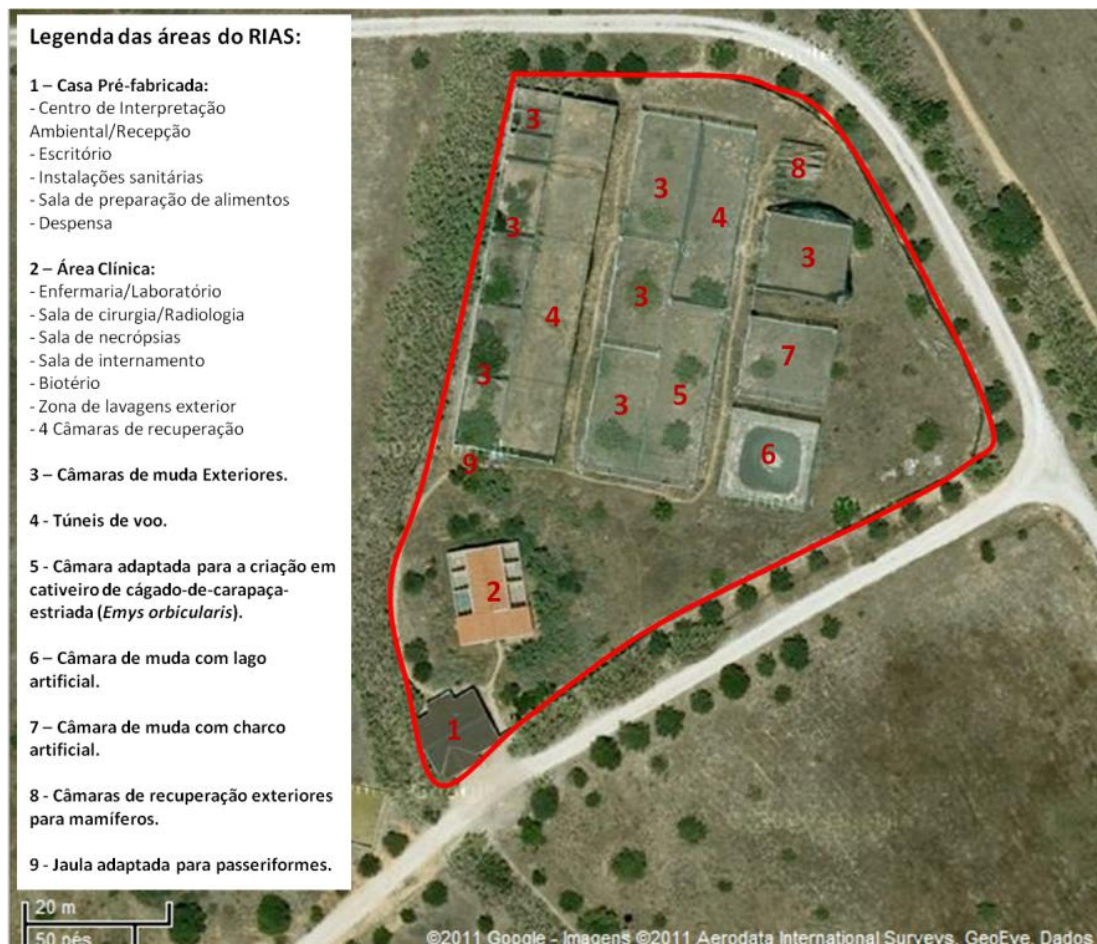 Legenda das áreas do RIAS:
1 – Casa Pré-fabricada:
- Centro de Interpretação
Ambiental/Recepção
- Escritório
- Instalações sanitárias
- Sala de preparação de alimentos
- Despensa
2 – Área Clínica:
- Enfermaria/Laboratório
- Sala de cirurgia/Radiologia
- Sala de necrópsias
- Sala de internamento
- Biotério
- Zona de lavagens exterior
- 4 Câmaras de recuperação
3 – Câmaras de muda Exteriores.
4 - Túneis de voo.
5 - Câmara adaptada para a criação em
cativeiro de cágado-de-carapaça-
estriada (Emys orbicularis).
6 – Câmara de muda com lago
artificial.
7 – Câmara de muda com charco
artificial.
8 - Câmaras de recuperação exteriores
para mamíferos.
9 - Jaula adaptada para passeriformes.
20 m
50 pés
3
3
8
4
3
3
3
4
7
3
3
5
6
9
2
1
©2011 Google - Imagens ©2011 Aerodata International Surveys, GeoEye, Dados